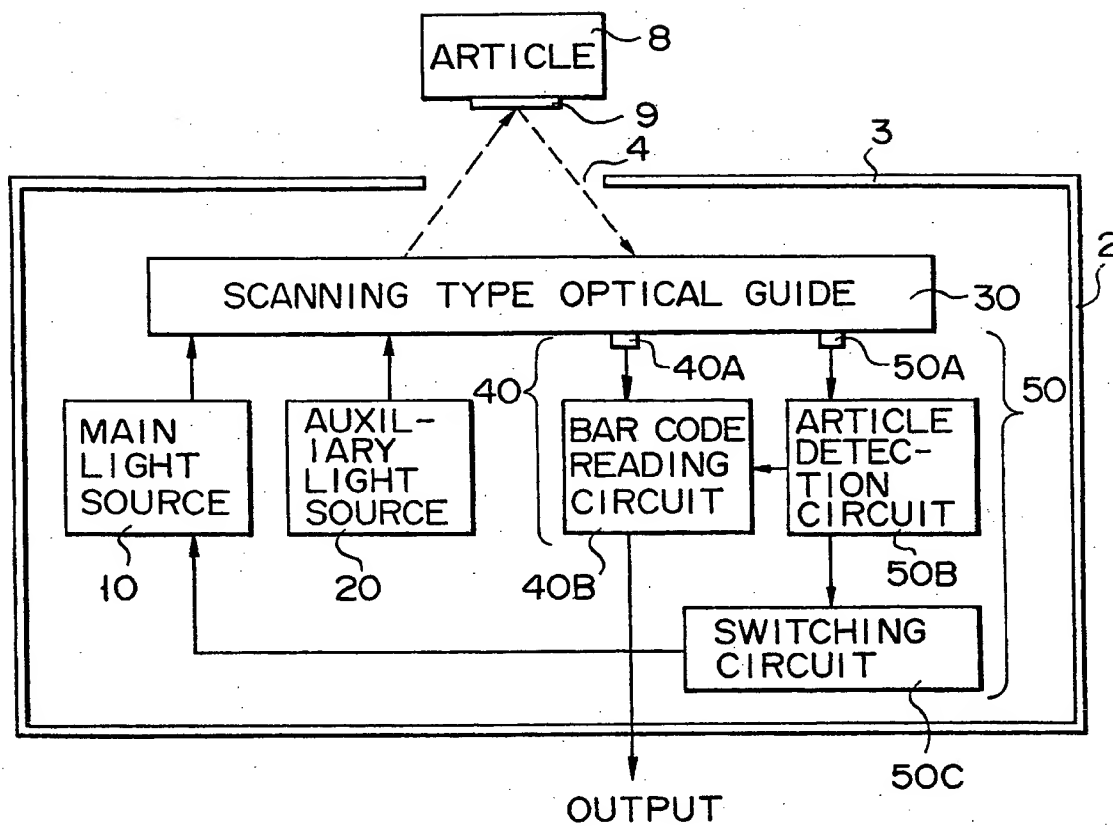 ARTICLE
8
9
4
3
2
SCANNING TYPE OPTICAL GUIDE
30
40
40A
50A
50
MAIN
LIGHT
SOURCE
AUXIL-
IARY
LIGHT
SOURCE
BAR CODE
READING
CIRCUIT
ARTICLE
DETEC-
TION
CIRCUIT
10
20
40B
50B
SWITCHING
CIRCUIT
50C
OUTPUT